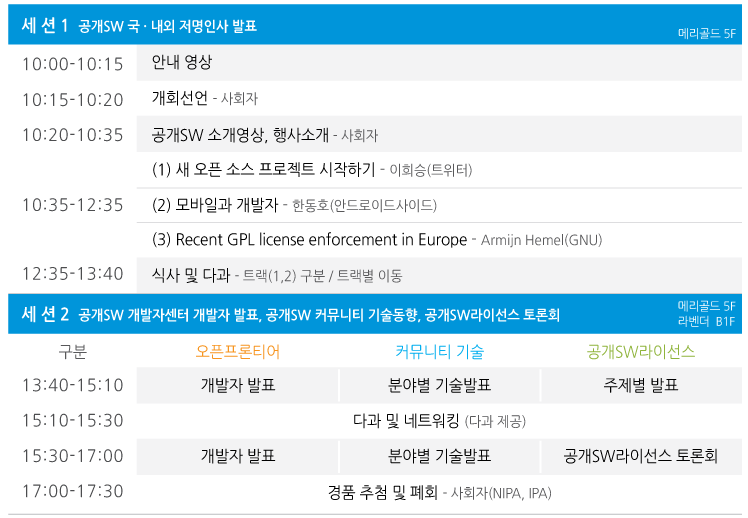 세 션 1 공개SW 국 · 내외 저명인사 발표 메리골드 5F
10:00-10:15 안내 영상
10:15-10:20 개회선언 - 사회자
10:20-10:35 공개SW 소개영상, 행사소개 - 사회자
(1) 새 오픈 소스 프로젝트 시작하기 - 이희승(트위터)
10:35-12:35 (2) 모바일과 개발자 - 한동호(안드로이드사이드)
(3) Recent GPL license enforcement in Europe - Armijn Hemel(GNU)
12:35-13:40 식사 및 다과 - 트랙(1,2) 구분 / 트랙별 이동
세 션 2 공개SW 개발자센터 개발자 발표, 공개SW 커뮤니티 기술동향, 공개SW라이선스 토론회 메리골드 5F
라벤더 B1F
구분 오픈프론티어 커뮤니티 기술 공개SW라이선스
13:40-15:10 개발자 발표 분야별 기술발표 주제별 발표
15:10-15:30 다과 및 네트워킹 (다과 제공)
15:30-17:00 개발자 발표 분야별 기술발표 공개SW라이선스 토론회
17:00-17:30 경품 추첨 및 폐회 - 사회자(NIPA, IPA)